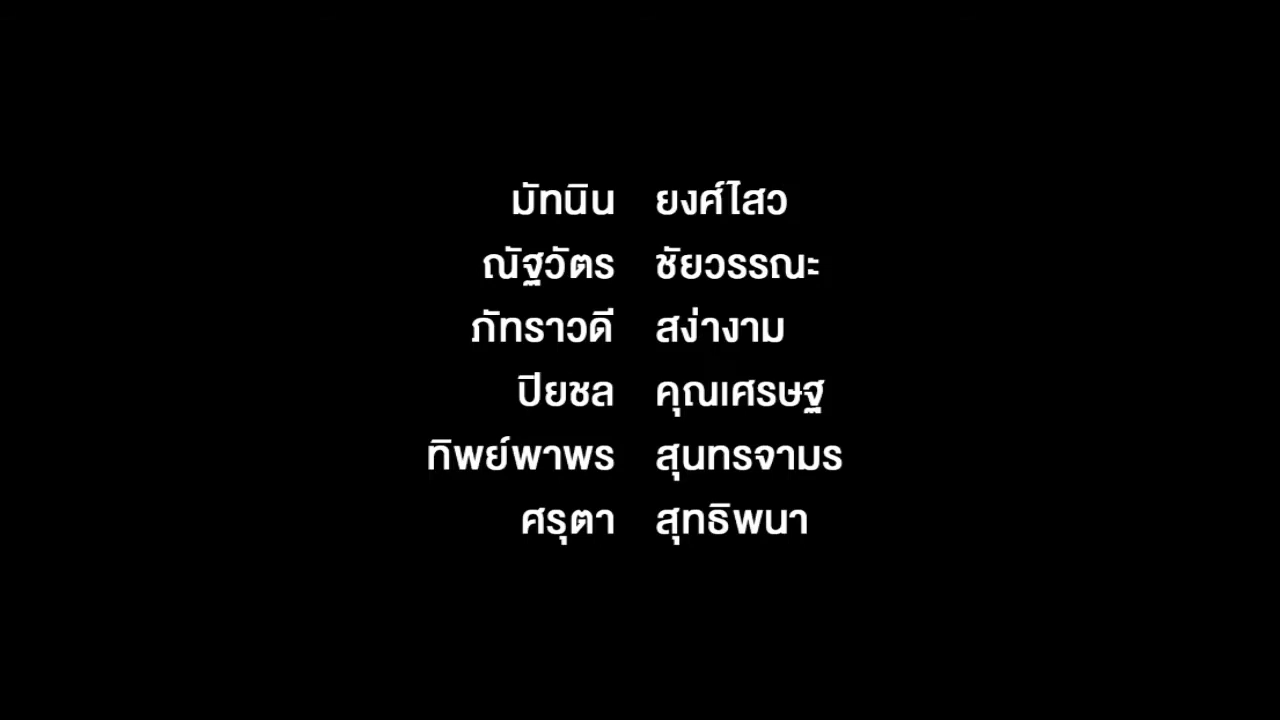 มัทนิน ยงศ์ไสว
ณัฐวัตร ชัยวรรณะ
ภัทราวดี สง่างาม
ปิยชล คุณเศรษฐ
ทิพย์พาพร สุนทรจามร
ศรุตา สุทธิพนา